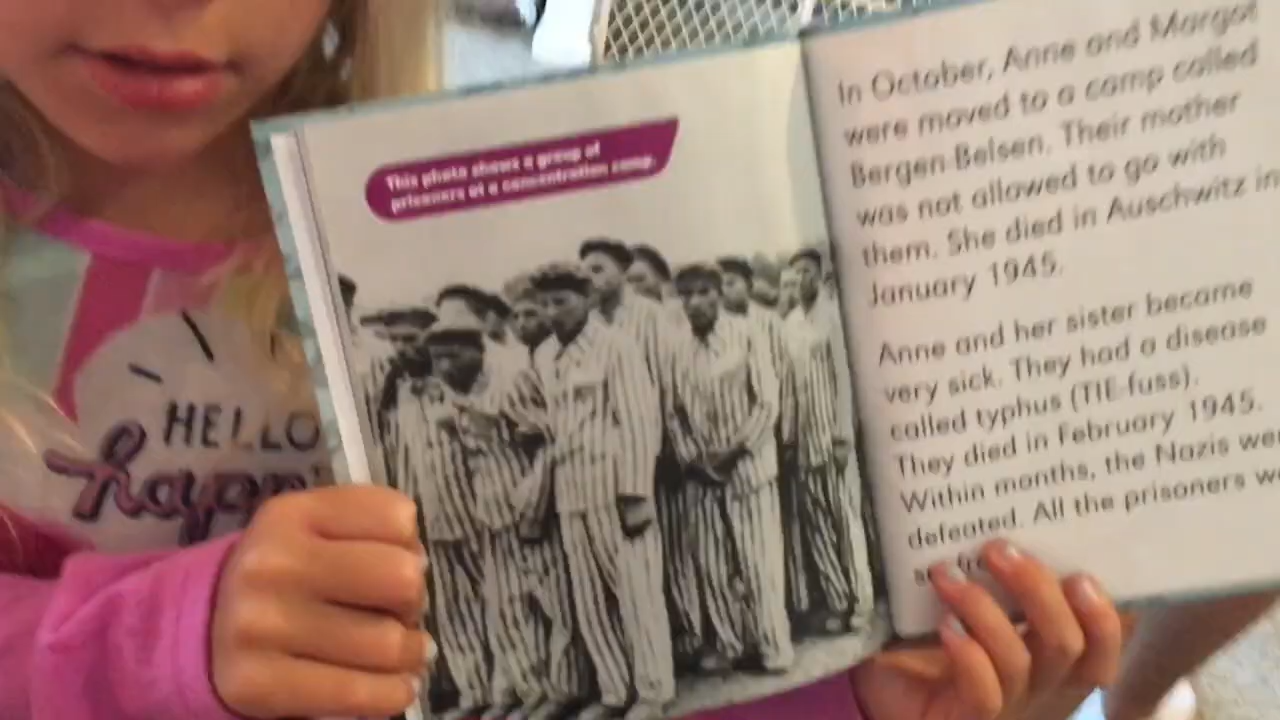 This photo shows a group of
prisoners at a concentration camp.
In October, Anne and Margot
were moved to a camp called
Bergen-Belsen. Their mother
was not allowed to go with
them. She died in Auschwitz in
January 1945.
Anne and her sister became
very sick. They had a disease
called typhus (TIE-fuss).
They died in February 1945.
Within months, the Nazis
defeated. All the prisoners
HELLO